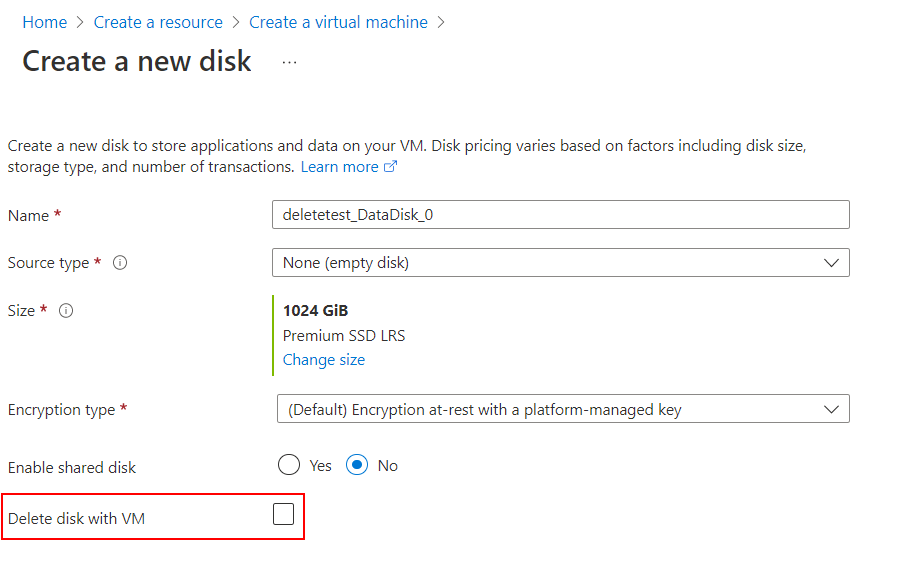 Home > Create a resource > Create a virtual machine >
Create a new disk ...
Create a new disk to store applications and data on your VM. Disk pricing varies based on factors including disk size,
storage type, and number of transactions. Learn more
Name *
deletetest_DataDisk_0
Source type *
None (empty disk)
Size *
1024 GiB
Premium SSD LRS
Change size
Encryption type *
(Default) Encryption at-rest with a platform-managed key
Enable shared disk
Yes No
Delete disk with VM